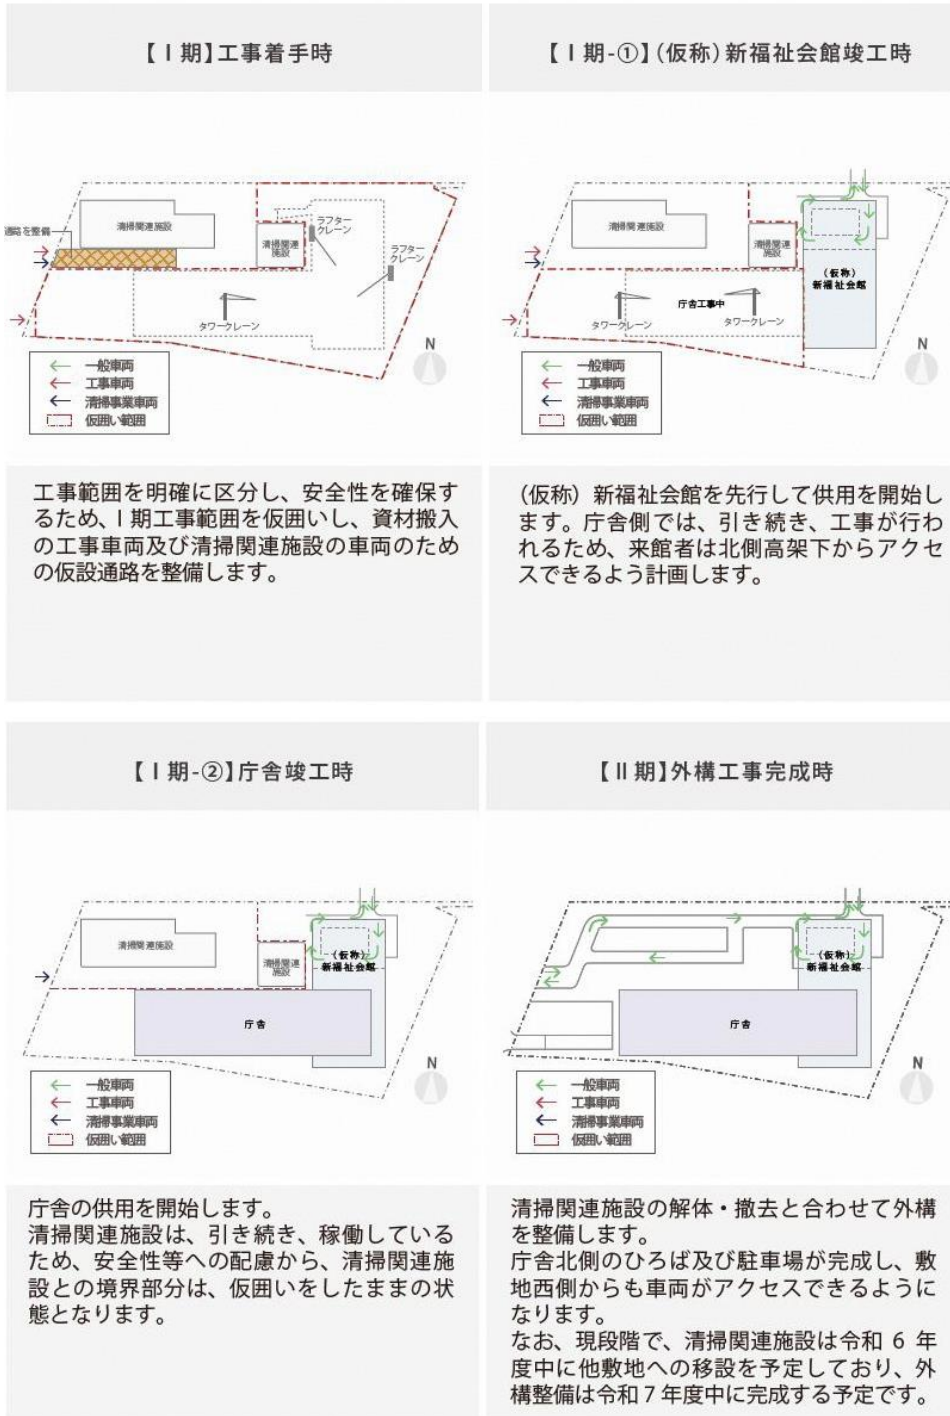 【Ⅰ期】工事着手時
清掃関連施設
通路を整備
清掃関連
施設
ラフター
クレーン
ラフター
クレーン
タワークレーン
N
一般車両
工事車両
清掃事業車両
仮囲い範囲
工事範囲を明確に区分し、安全性を確保す
るため、Ⅰ期工事範囲を仮囲いし、資材搬入
の工事車両及び清掃関連施設の車両のため
の仮設通路を整備します。
【Ⅰ期-①】(仮称)新福祉会館竣工時
清掃関連施設
清掃関連
施設
(仮称)
新福祉会館
庁舎工事中
タワークレーン
タワークレーン
N
一般車両
工事車両
清掃事業車両
仮囲い範囲
(仮称)新福祉会館を先行して供用を開始し
ます。庁舎側では、引き続き、工事が行わ
れるため、来館者は北側高架下からアクセ
スできるよう計画します。
【Ⅰ期-②】庁舎竣工時
清掃関連施設
清掃関連
施設
(仮称)
新福祉会館
庁舎
N
一般車両
工事車両
清掃事業車両
仮囲い範囲
庁舎の供用を開始します。
清掃関連施設は、引き続き、稼働している
ため、安全性等への配慮から、清掃関連施
設との境界部分は、仮囲いをしたままの状
態となります。
【Ⅱ期】外構工事完成時
(仮称)
新福祉会館
庁舎
N
一般車両
工事車両
清掃事業車両
仮囲い範囲
清掃関連施設の解体・撤去と合わせて外構
を整備します。
庁舎北側のひろば及び駐車場が完成し、敷
地西側からも車両がアクセスできるように
なります。
なお、現段階で、清掃関連施設は令和 6 年
度中に他敷地への移設を予定しており、外
構整備は令和7年度中に完成する予定です。